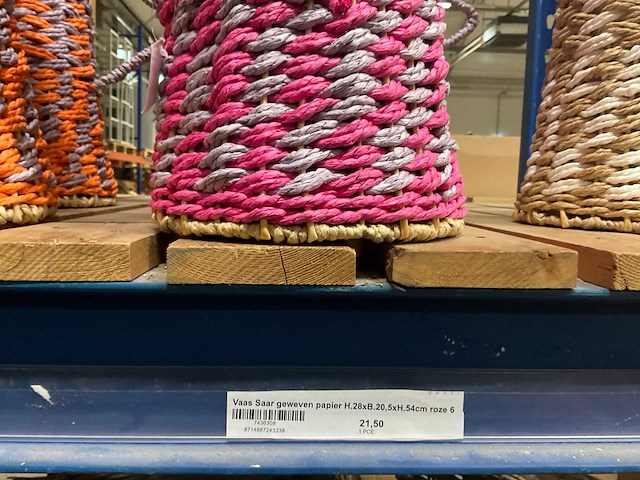 Vaas Saar geweven papier H.28xB.20,5xH.54cm roze 6
7436308
8714887243338
21,50
1 PCE